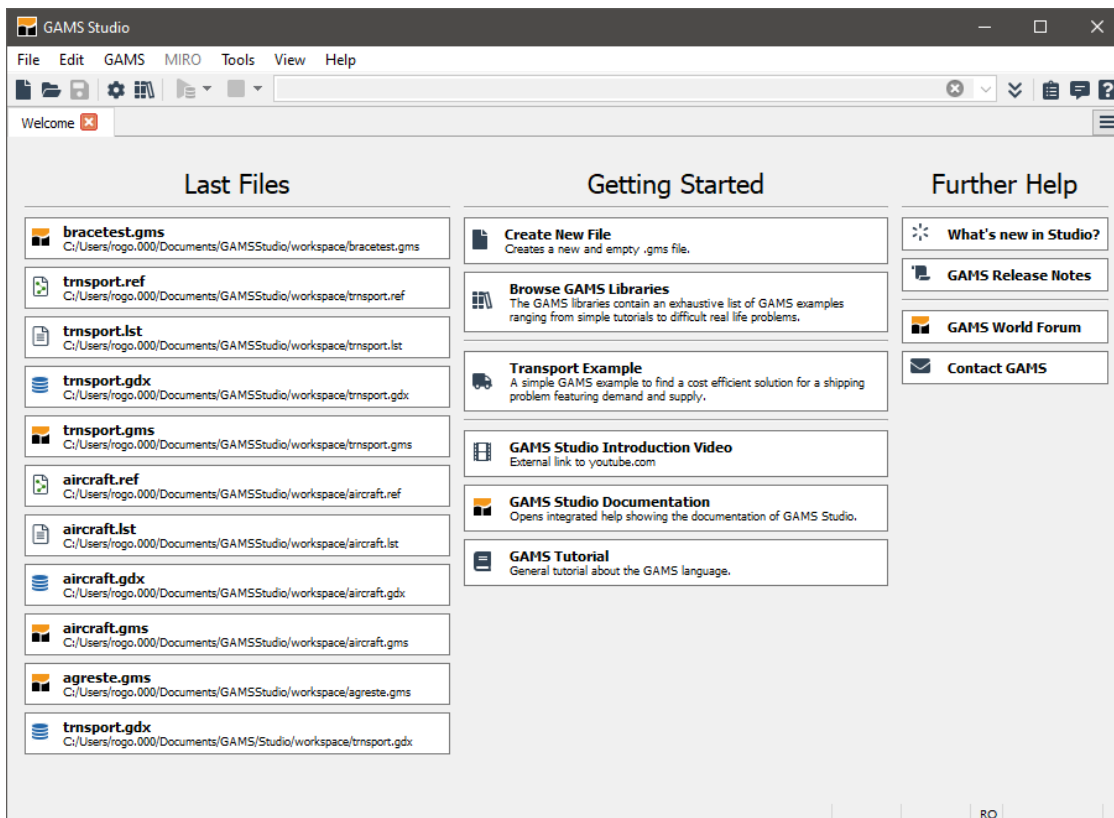 GAMS Studio
File Edit GAMS MIRO Tools View Help
Welcome
Last Files
bracetest.gms
C:/Users/rogo.000/Documents/GAMSStudio/workspace/bracetest.gms
trnsport.ref
C:/Users/rogo.000/Documents/GAMSStudio/workspace/trnsport.ref
trnsport.lst
C:/Users/rogo.000/Documents/GAMSStudio/workspace/trnsport.lst
trnsport.gdx
C:/Users/rogo.000/Documents/GAMSStudio/workspace/trnsport.gdx
trnsport.gms
C:/Users/rogo.000/Documents/GAMSStudio/workspace/trnsport.gms
aircraft.ref
C:/Users/rogo.000/Documents/GAMSStudio/workspace/aircraft.ref
aircraft.lst
C:/Users/rogo.000/Documents/GAMSStudio/workspace/aircraft.lst
aircraft.gdx
C:/Users/rogo.000/Documents/GAMSStudio/workspace/aircraft.gdx
aircraft.gms
C:/Users/rogo.000/Documents/GAMSStudio/workspace/aircraft.gms
agreste.gms
C:/Users/rogo.000/Documents/GAMSStudio/workspace/agreste.gms
trnsport.gdx
C:/Users/rogo.000/Documents/GAMS/Studio/workspace/trnsport.gdx
Getting Started
Create New File
Creates a new and empty .gms file.
Browse GAMS Libraries
The GAMS libraries contain an exhaustive list of GAMS examples
ranging from simple tutorials to difficult real life problems.
Transport Example
A simple GAMS example to find a cost efficient solution for a shipping
problem featuring demand and supply.
GAMS Studio Introduction Video
External link to youtube.com
GAMS Studio Documentation
Opens integrated help showing the documentation of GAMS Studio.
GAMS Tutorial
General tutorial about the GAMS language.
Further Help
What's new in Studio?
GAMS Release Notes
GAMS World Forum
Contact GAMS
RO